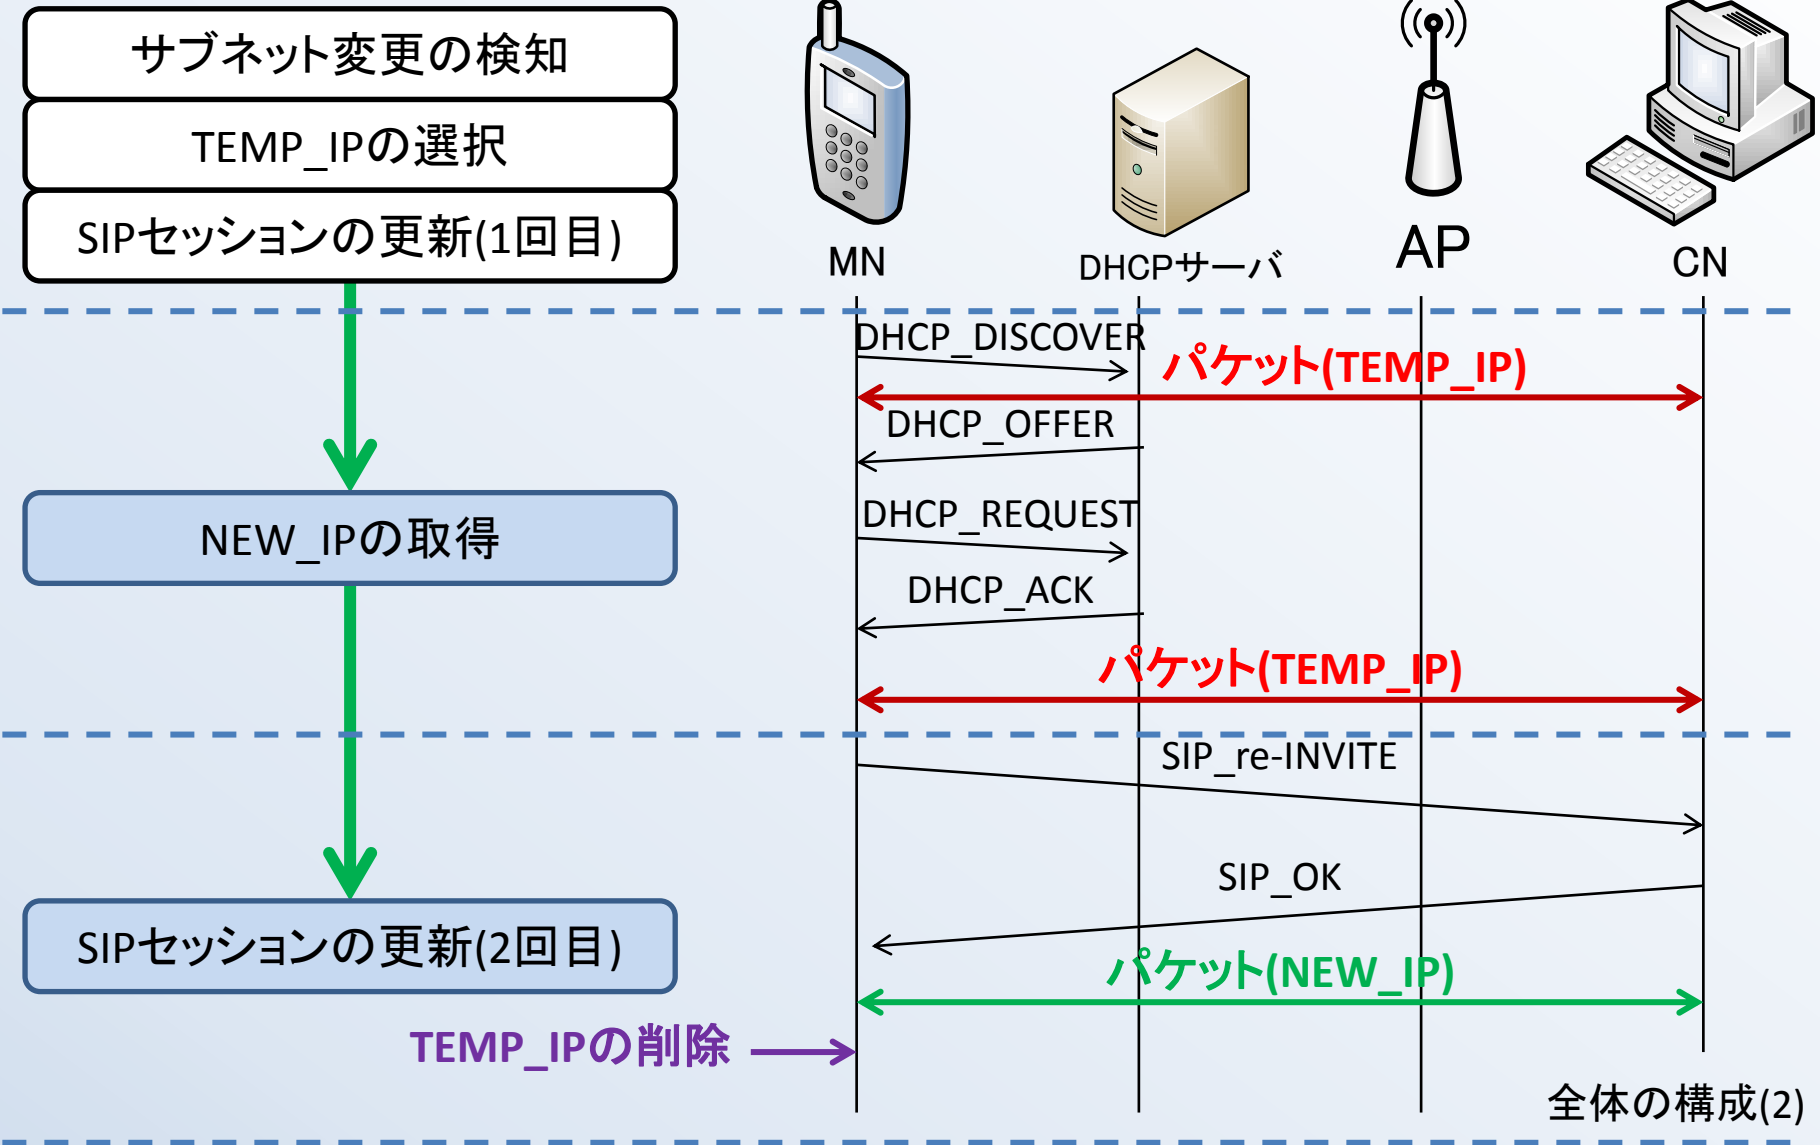 サブネット変更の検知
TEMP_IPの選択
SIPセッションの更新(1回目)
MN
DHCPサーバ
AP
CN
DHCP_DISCOVER
パケット(TEMP_IP)
DHCP_OFFER
NEW_IPの取得
DHCP_REQUEST
DHCP_ACK
パケット(TEMP_IP)
SIP_re-INVITE
SIP_OK
SIPセッションの更新(2回目)
パケット(NEW_IP)
TEMP_IPの削除
全体の構成(2)